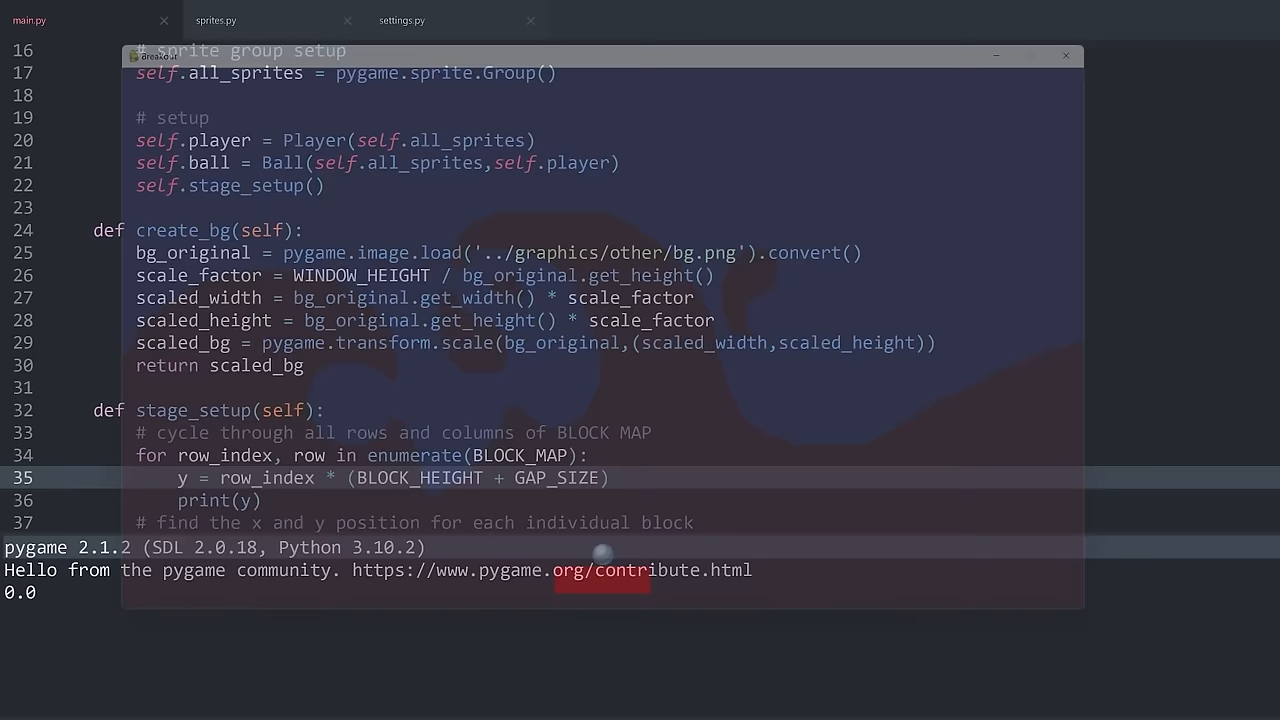 main.py
sprites.py
settings.py
16 # sprite group setup
Breakout
17 self.all_sprites = pygame.sprite.Group()
18
19 # setup
20 self.player = Player(self.all_sprites)
21 self.ball = Ball(self.all_sprites,self.player)
22 self.stage_setup()
23
24 def create_bg(self):
25 bg_original = pygame.image.load('../graphics/other/bg.png').convert()
26 scale_factor = WINDOW_HEIGHT / bg_original.get_height()
27 scaled_width = bg_original.get_width() * scale_factor
28 scaled_height = bg_original.get_height() * scale_factor
29 scaled_bg = pygame.transform.scale(bg_original,(scaled_width,scaled_height))
30 return scaled_bg
31
32 def stage_setup(self):
33 # cycle through all rows and columns of BLOCK MAP
34 for row_index, row in enumerate(BLOCK_MAP):
35 y = row_index * (BLOCK_HEIGHT + GAP_SIZE)
36 print(y)
37 # find the x and y position for each individual block
pygame 2.1.2 (SDL 2.0.18, Python 3.10.2)
Hello from the pygame community. https://www.pygame.org/contribute.html
0.0